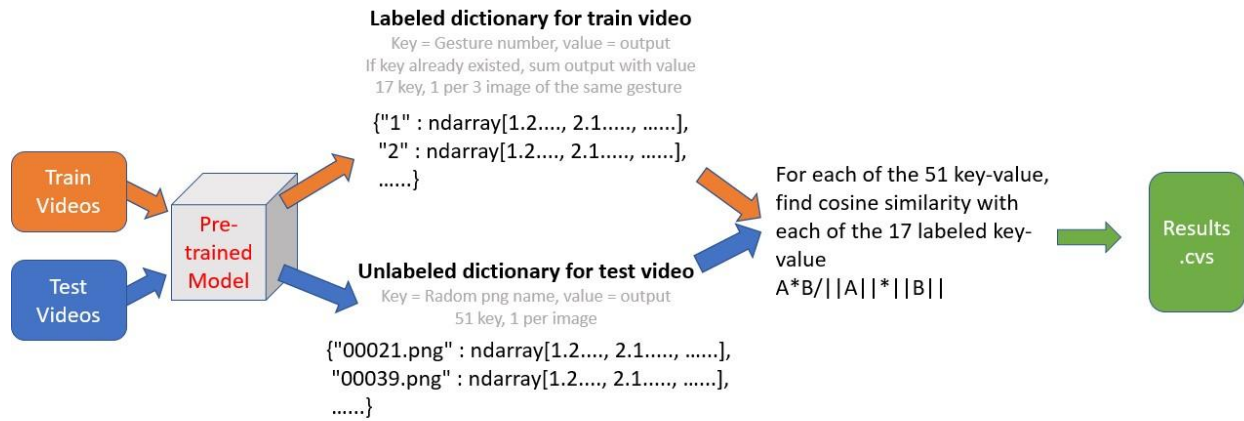 Labeled dictionary for train video
Key = Gesture number, value = output
If key already existed, sum output with value
17 key, 1 per 3 image of the same gesture
{"1" : ndarray[1.2...., 2.1....., ......],
"2" : ndarray[1.2...., 2.1....., ......],
......}
Train
Videos
Test
Videos
Pre-
trained
Model
Unlabeled dictionary for test video
Key = Radom png name, value = output
51 key, 1 per image
{"00021.png" : ndarray[1.2...., 2.1....., ......],
"00039.png" : ndarray[1.2...., 2.1....., ......],
......}
For each of the 51 key-value,
find cosine similarity with
each of the 17 labeled key-
value
A*B/||A||*||B||
Results
.cvs